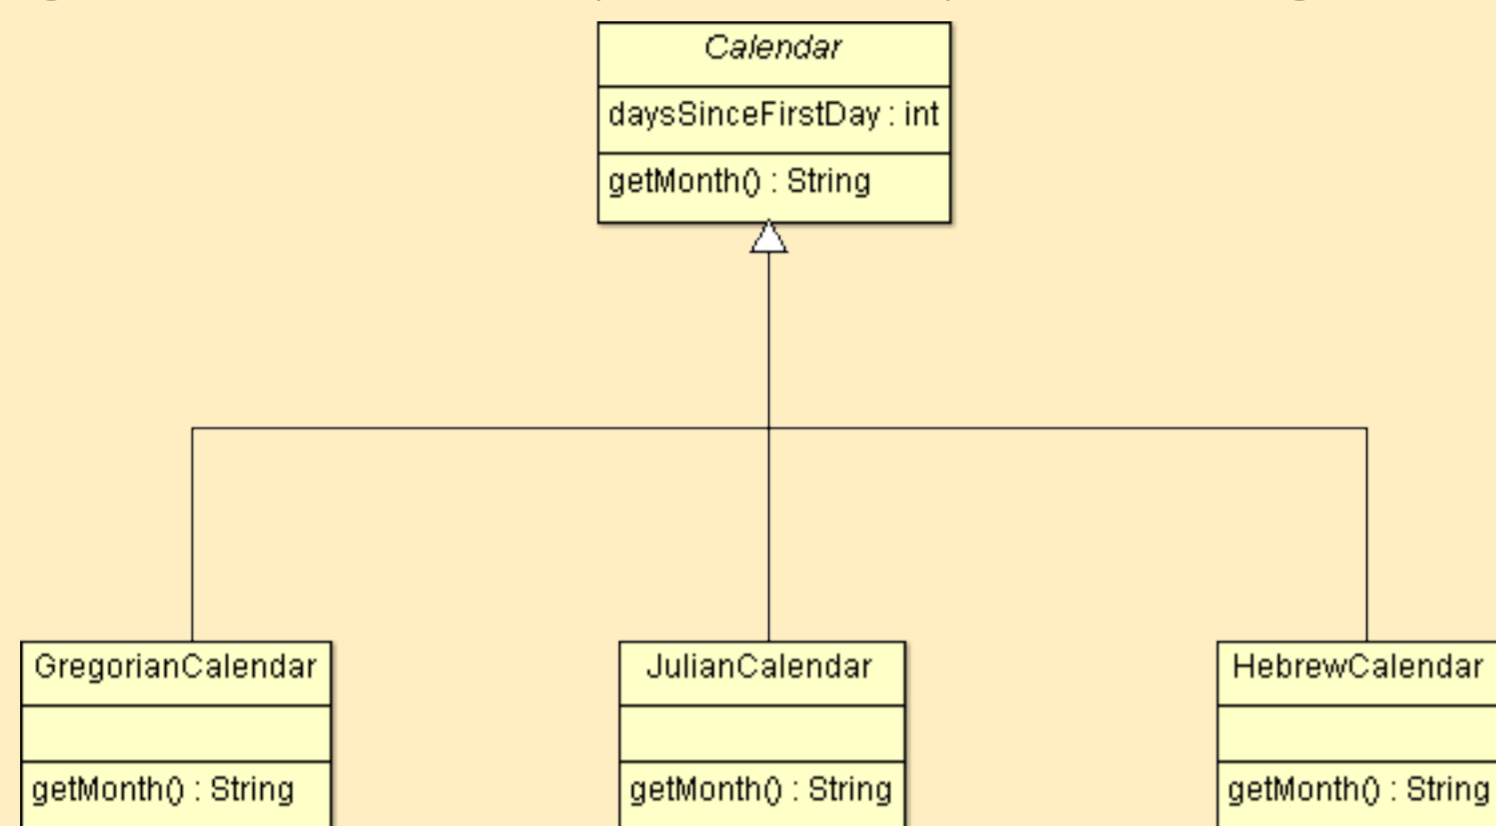 Calendar
daysSinceFirstDay : int
getMonth() : String
GregorianCalendar
JulianCalendar
HebrewCalendar
getMonth() : String
getMonth() : String
getMonth() : String